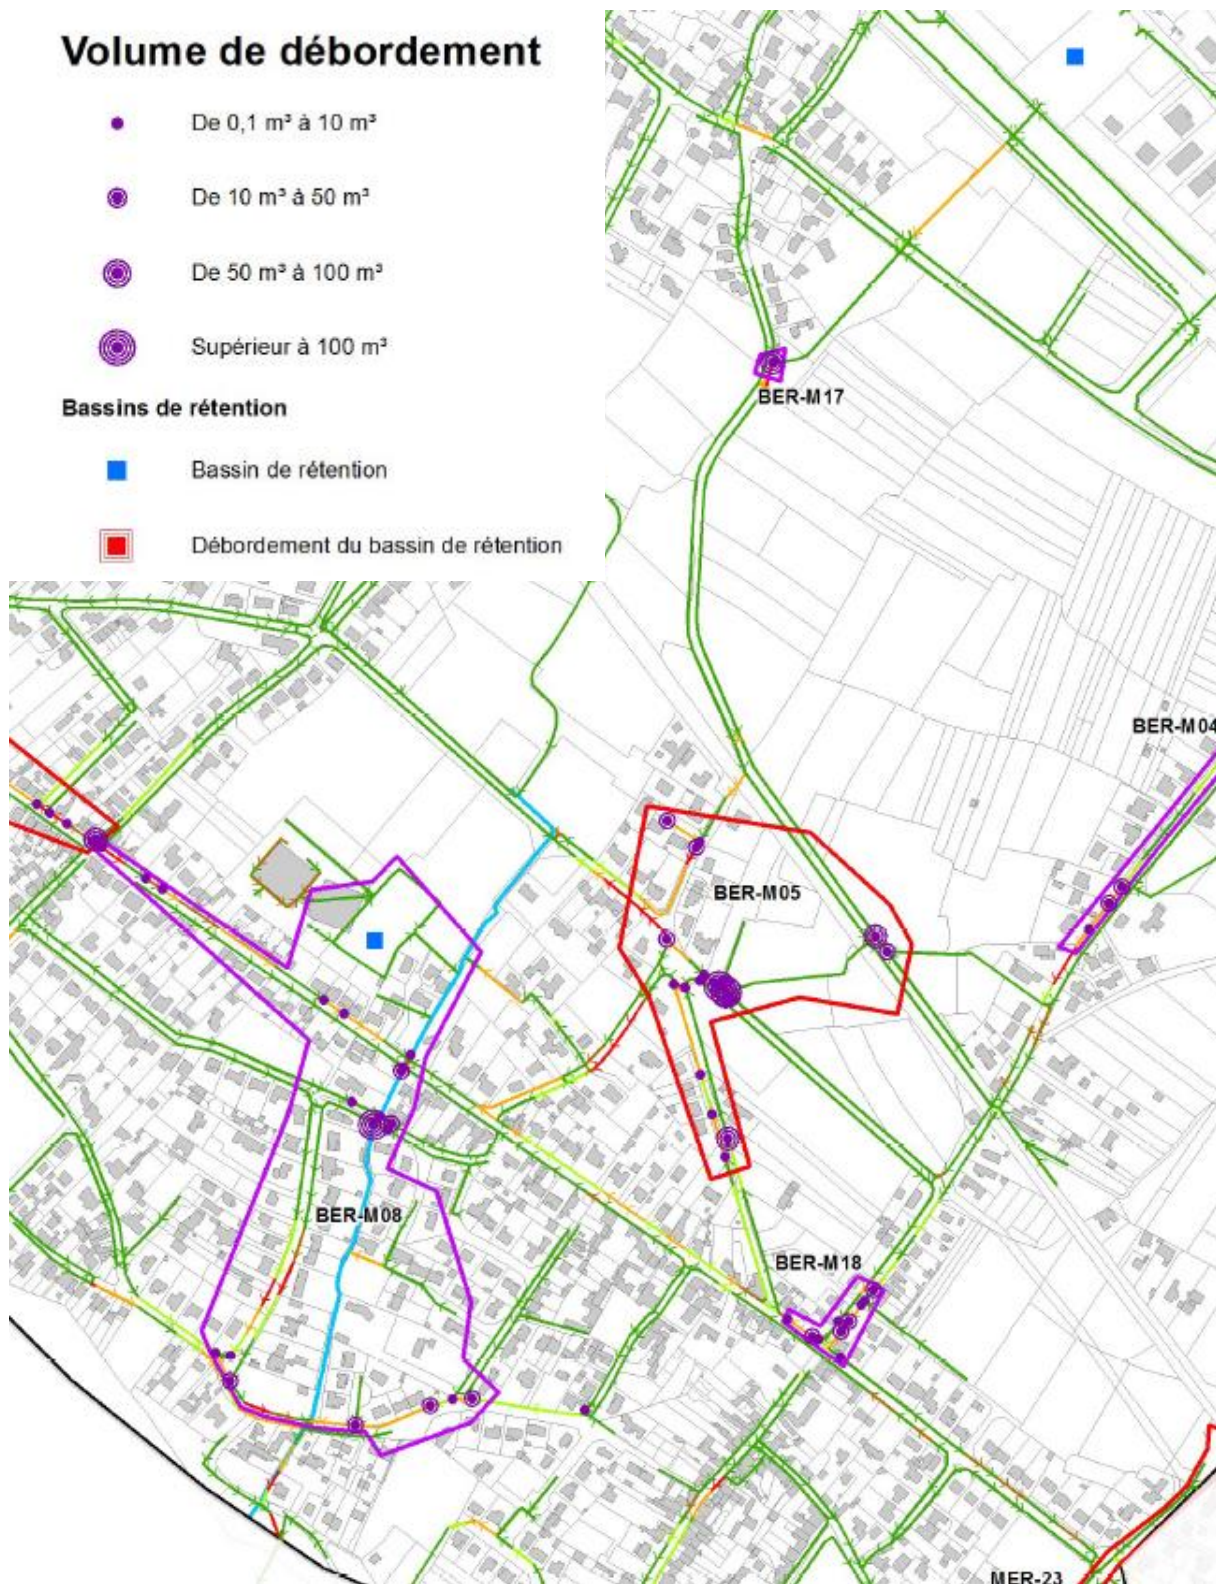 Volume de débordement
De 0,1 m³ à 10 m³
De 10 m³ à 50 m³
De 50 m³ à 100 m³
Supérieur à 100 m³
Bassins de rétention
Bassin de rétention
Débordement du bassin de rétention
BER-M17
BER-M04
BER-M05
BER-M08
BER-M18
MER-23